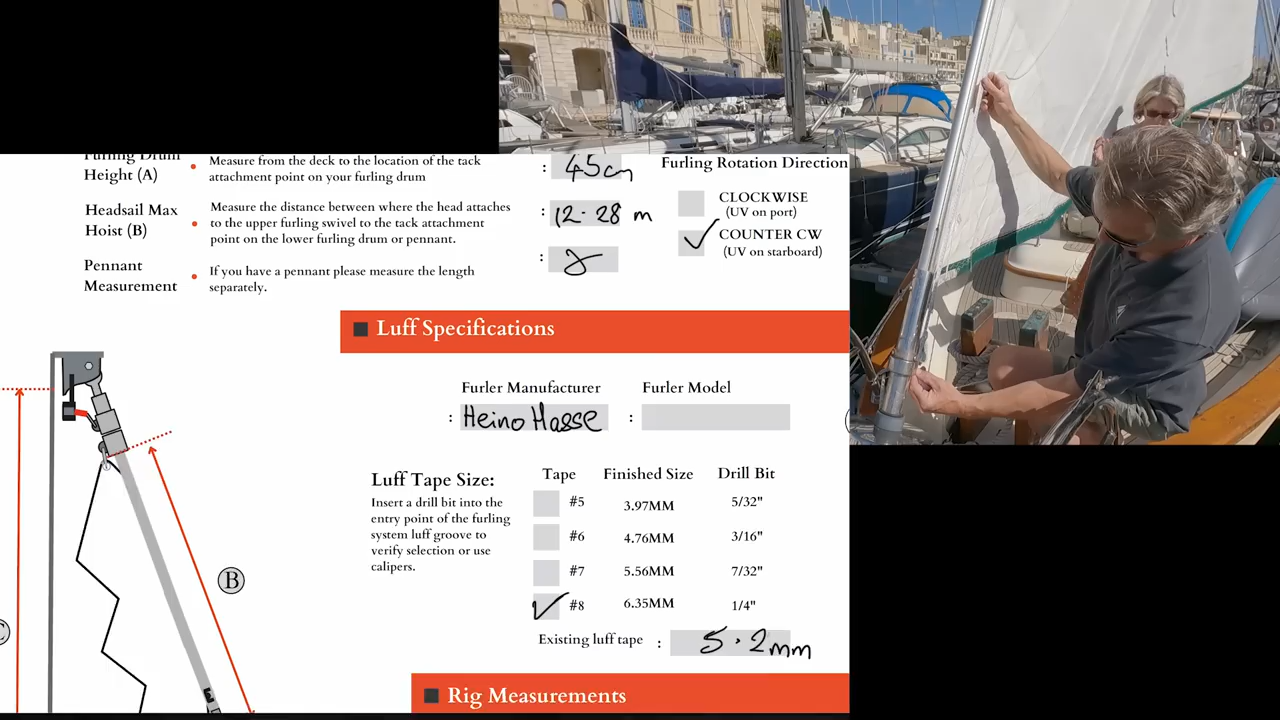 Furling Drum
Height (A)
Measure from the deck to the location of the tack
attachment point on your furling drum
: 45cm
Headsail Max
Hoist (B)
Measure the distance between where the head attaches
to the upper furling swivel to the tack attachment
point on the lower furling drum or pennant.
: 12.28 m
Pennant
Measurement
If you have a pennant please measure the length
separately.
:
Furling Rotation Direction
CLOCKWISE
(UV on port)
COUNTER CW
(UV on starboard)
Luff Specifications
Furler Manufacturer
: Heino Hasse
Furler Model
:
Luff Tape Size:
Insert a drill bit into the
entry point of the furling
system luff groove to
verify selection or use
calipers.
Tape Finished Size Drill Bit
#5 3.97MM 5/32"
#6 4.76MM 3/16"
#7 5.56MM 7/32"
#8 6.35MM 1/4"
Existing luff tape : 5.2mm
B
C
Rig Measurements